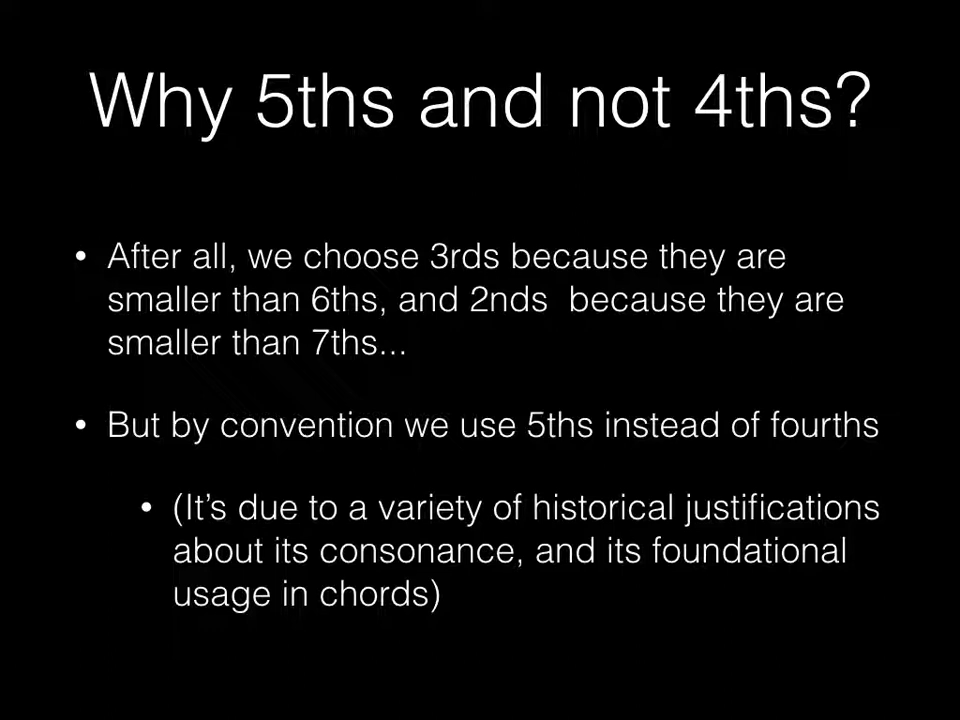 Why 5ths and not 4ths?
• After all, we choose 3rds because they are
smaller than 6ths, and 2nds  because they are
smaller than 7ths...
• But by convention we use 5ths instead of fourths
• (It’s due to a variety of historical justifications
about its consonance, and its foundational
usage in chords)